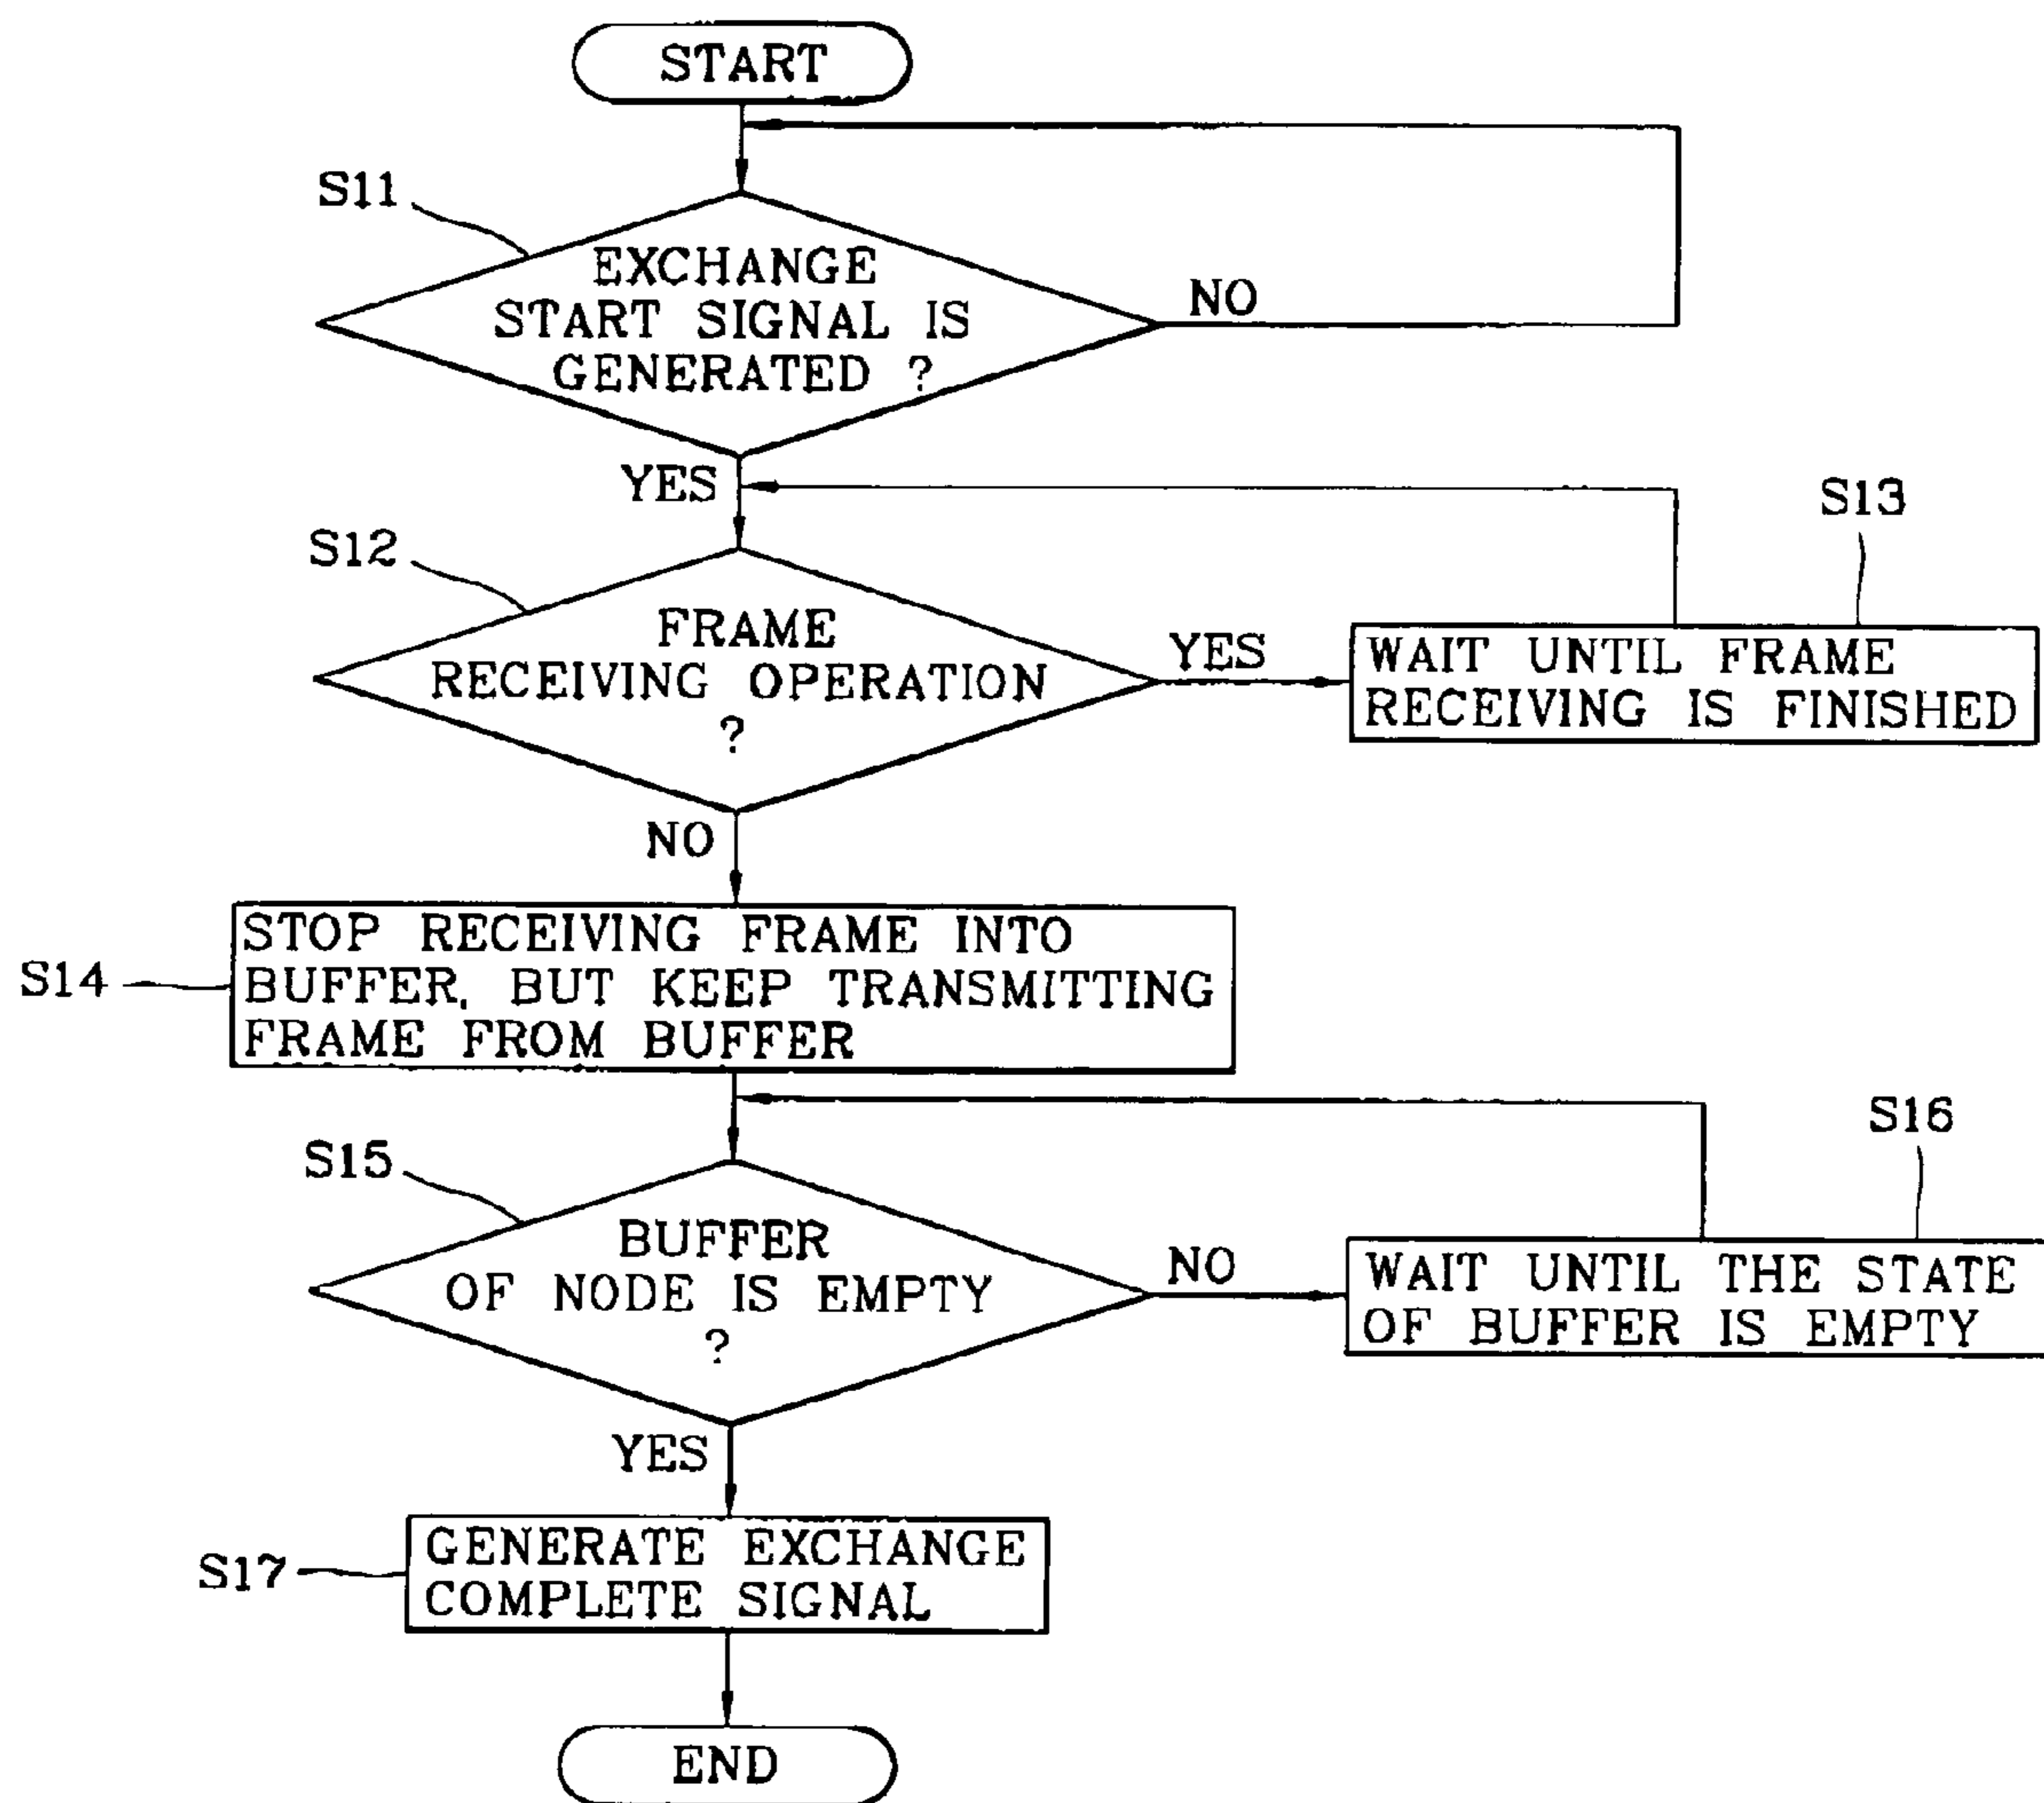 START
S11
EXCHANGE
START SIGNAL IS
GENERATED ?
NO
YES
S12
FRAME
RECEIVING OPERATION
?
YES
S13
WAIT UNTIL FRAME
RECEIVING IS FINISHED
NO
S14
STOP RECEIVING FRAME INTO
BUFFER, BUT KEEP TRANSMITTING
FRAME FROM BUFFER
S15
BUFFER
OF NODE IS EMPTY
?
NO
S16
WAIT UNTIL THE STATE
OF BUFFER IS EMPTY
YES
S17
GENERATE EXCHANGE
COMPLETE SIGNAL
END